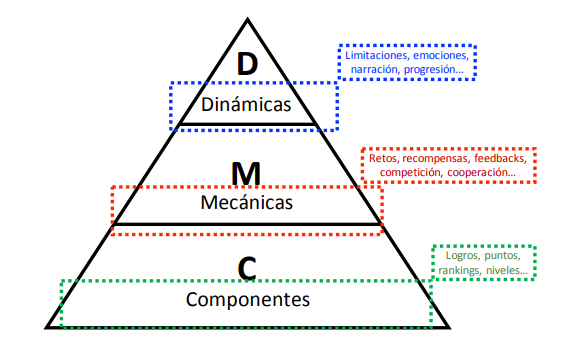 D
Dinámicas
Limitaciones, emociones,
narración, progresión...
M
Mecánicas
Retos, recompensas, feedbacks,
competición, cooperación...
C
Componentes
Logros, puntos,
rankings, niveles...